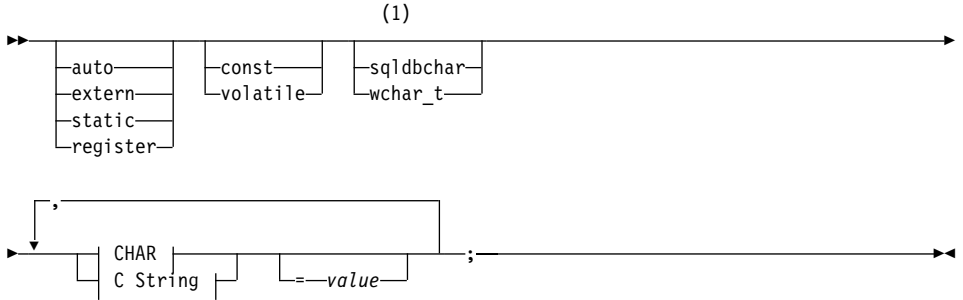 (1)
auto const sqldbchar
extern volatile wchar_t
static
register
,
CHAR ;
C String = value